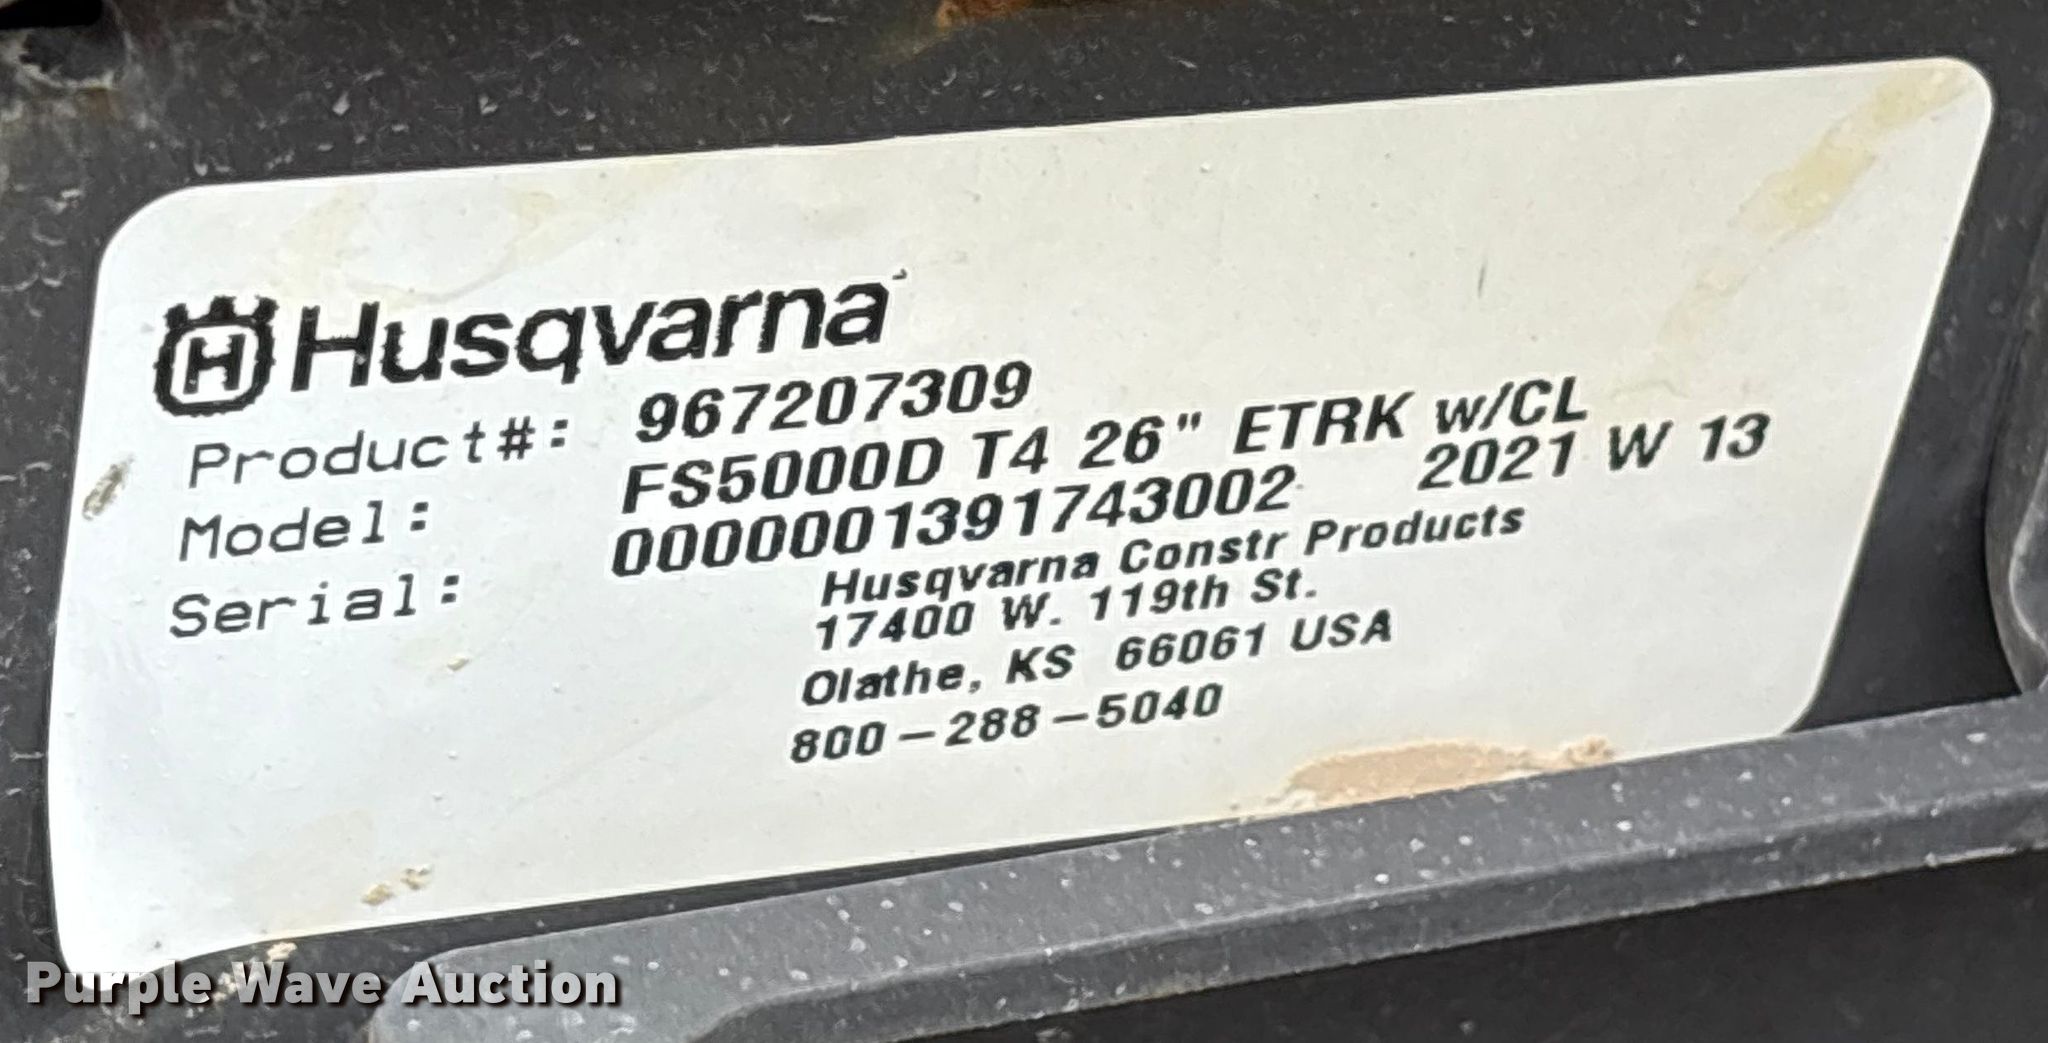 H Husqvarna
Product#: 967207309
Model: FS5000D T4 26" ETRK w/CL
Serial: 0000001391743002 2021 W 13
Husqvarna Constr Products
17400 W. 119th St.
Olathe, KS 66061 USA
800-288-5040
Purple Wave Auction